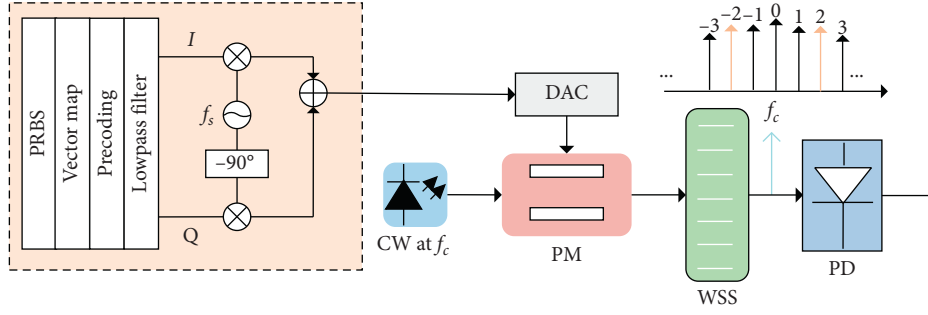 PRBS
Vector map
Precoding
Lowpass filter
I
Q
f_s
−90°
DAC
CW at f_c
PM
−3
−2
−1
0
1
2
3
...
...
f_c
WSS
PD